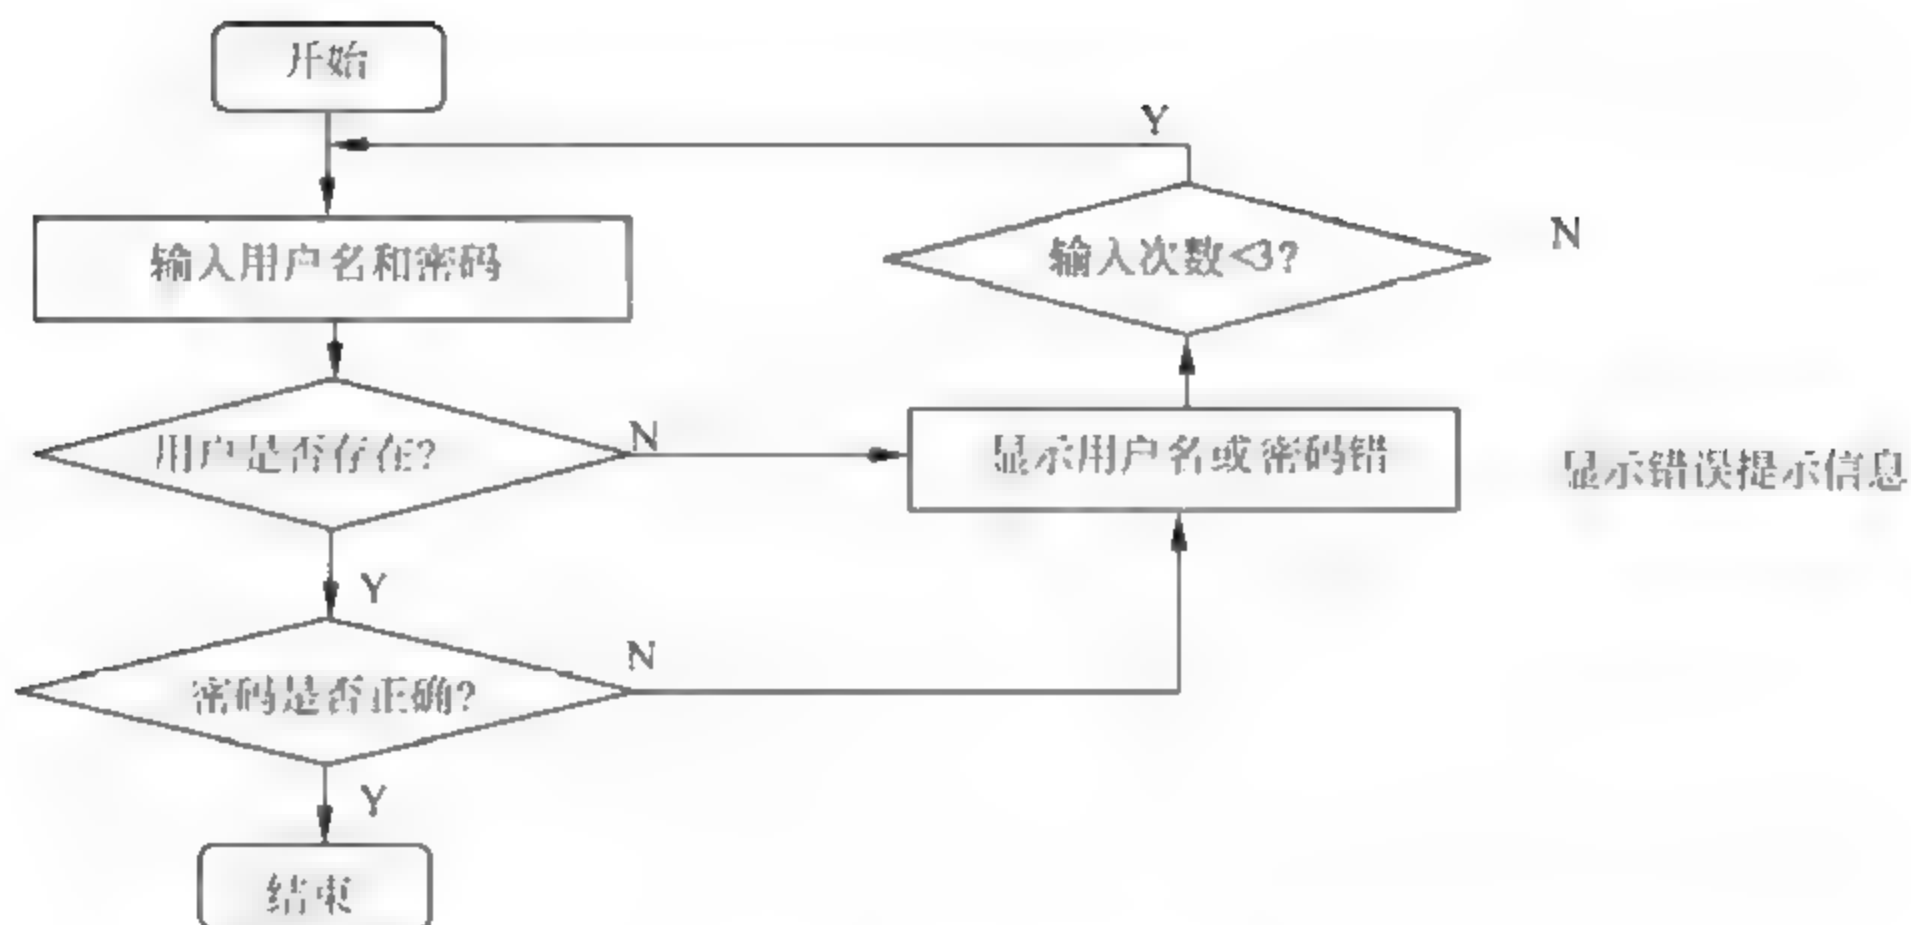 开始
Y
输入用户名和密码
输入次数<3?
N
用户是否存在?
N
显示用户名或密码错
显示错误提示信息
Y
密码是否正确?
N
Y
结束